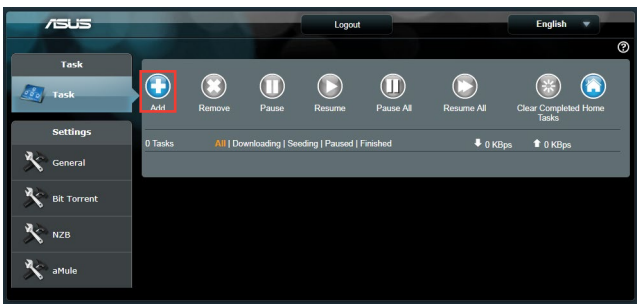 ASUS
Logout
English
?
Task
Task
Add
Remove
Pause
Resume
Pause All
Resume All
Clear Completed Tasks
Home
0 Tasks
All | Downloading | Seeding | Paused | Finished
0 KBps
0 KBps
Settings
General
Bit Torrent
NZB
aMule